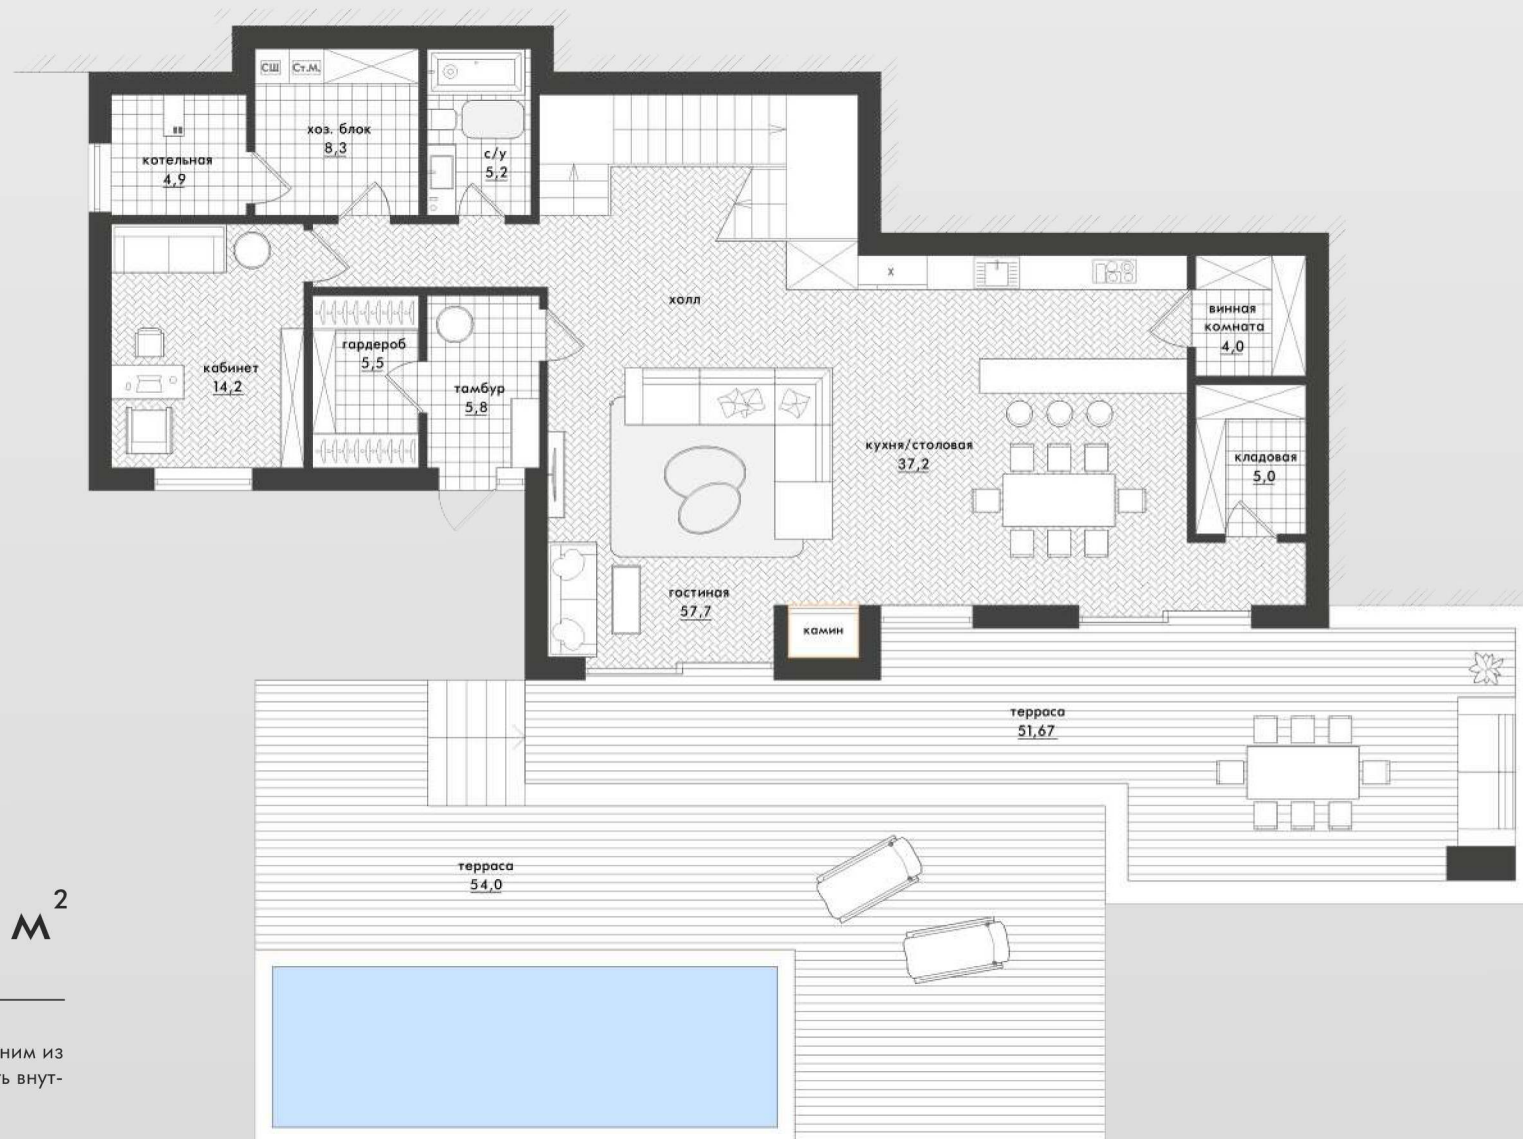 СШ
Ст.М.
хоз. блок
8,3
котельная
4,9
с/у
5,2
холл
винная
комната
4,0
гардероб
5,5
кабинет
14,2
тамбур
5,8
кухня/столовая
37,2
кладовая
5,0
x
гостиная
57,7
камин
терраса
51,67
терраса
54,0
м²
ним из
ь внут-